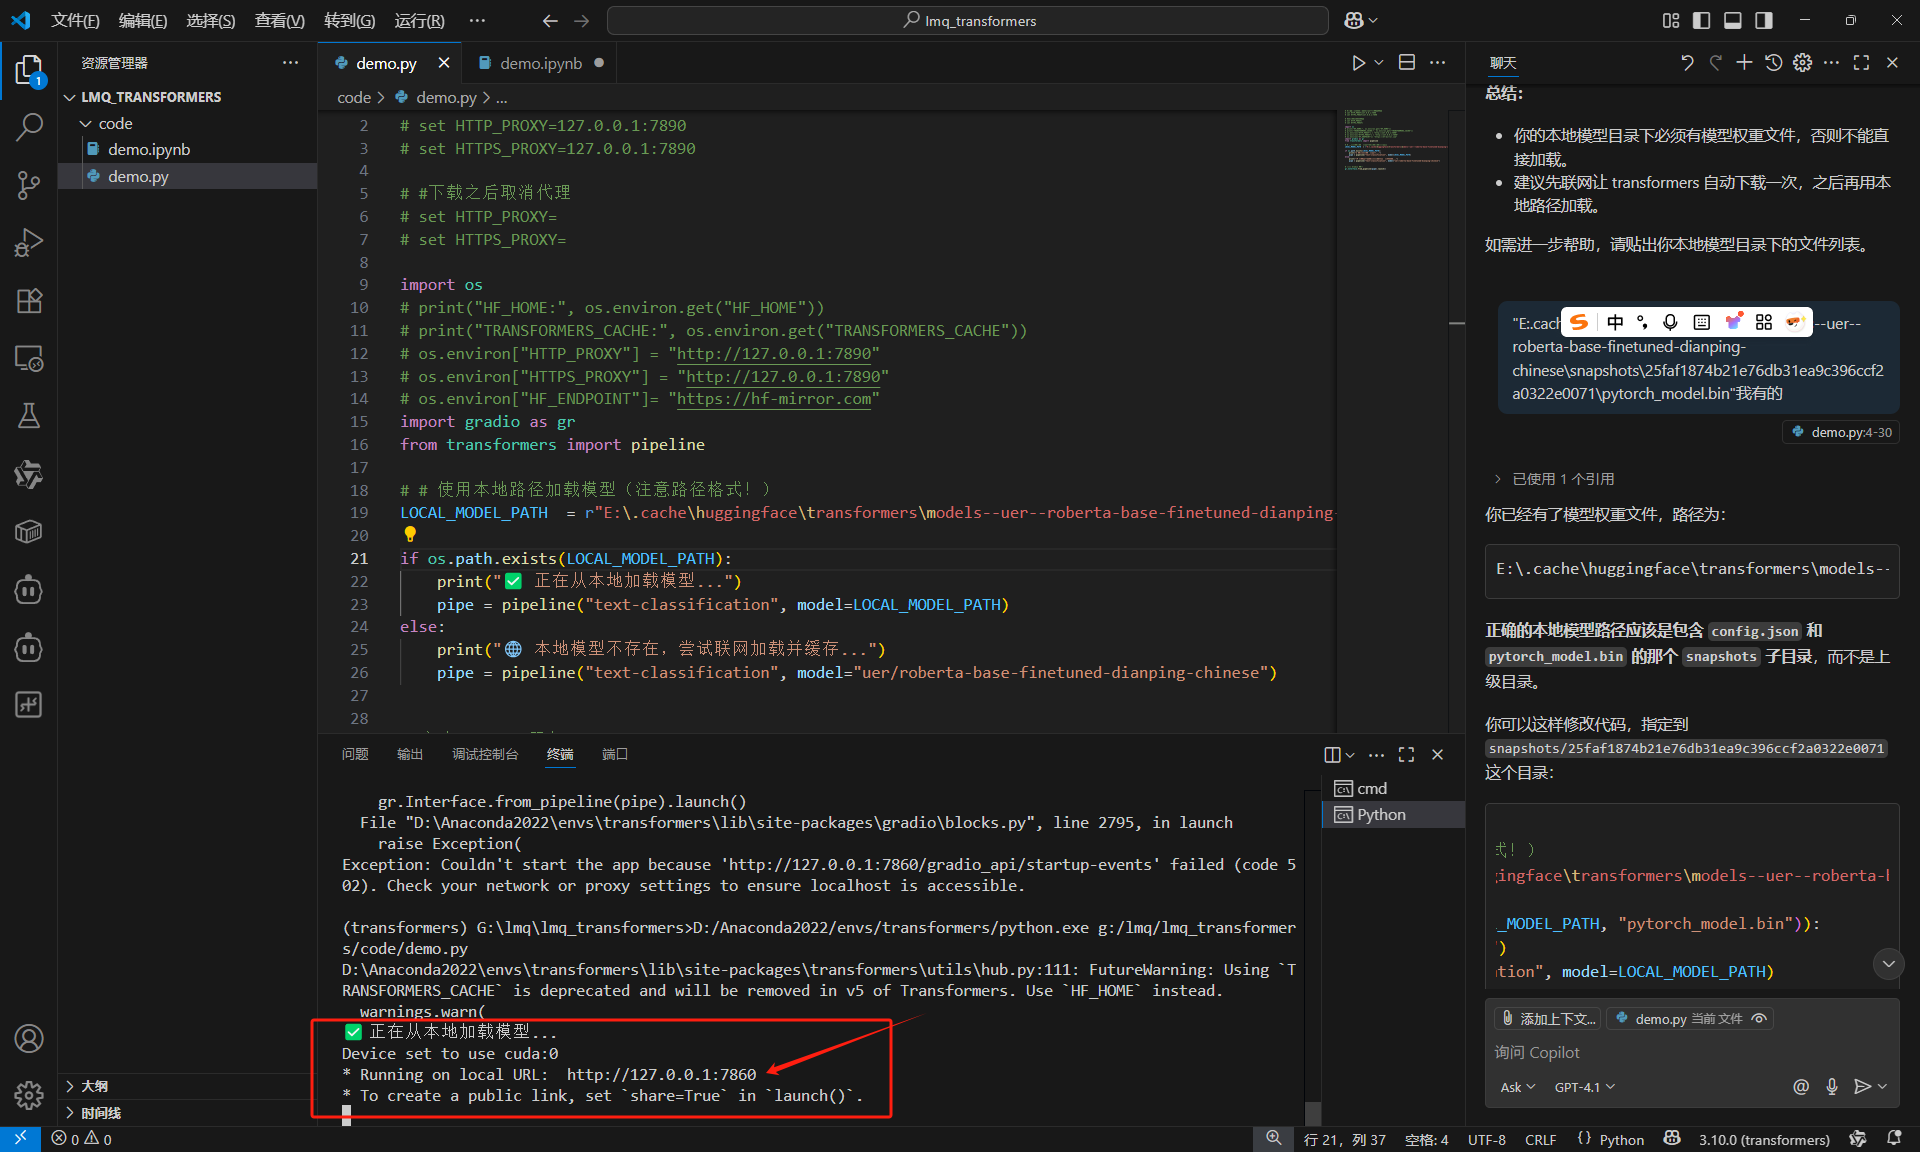 文件(F) 编辑(E) 选择(S) 查看(V) 转到(G) 运行(R) ···
lmq_transformers
资源管理器
LMQ_TRANSFORMERS
code
demo.ipynb
demo.py
大纲
时间线
1
demo.py
demo.ipynb
code > demo.py > ...
2 # set HTTP_PROXY=127.0.0.1:7890
3 # set HTTPS_PROXY=127.0.0.1:7890
4
5 # #下载之后取消代理
6 # set HTTP_PROXY=
7 # set HTTPS_PROXY=
8
9 import os
10 # print("HF_HOME:", os.environ.get("HF_HOME"))
11 # print("TRANSFORMERS_CACHE:", os.environ.get("TRANSFORMERS_CACHE"))
12 # os.environ["HTTP_PROXY"] = "http://127.0.0.1:7890"
13 # os.environ["HTTPS_PROXY"] = "http://127.0.0.1:7890"
14 # os.environ["HF_ENDPOINT"]= "https://hf-mirror.com"
15 import gradio as gr
16 from transformers import pipeline
17
18 # # 使用本地路径加载模型（注意路径格式！）
19 LOCAL_MODEL_PATH  = r"E:\.cache\huggingface\transformers\models--uer--roberta-base-finetuned-dianping-
20
21 if os.path.exists(LOCAL_MODEL_PATH):
22 print("✅ 正在从本地加载模型...")
23 pipe = pipeline("text-classification", model=LOCAL_MODEL_PATH)
24 else:
25 print("🌐 本地模型不存在，尝试联网加载并缓存...")
26 pipe = pipeline("text-classification", model="uer/roberta-base-finetuned-dianping-chinese")
27
28
问题 输出 调试控制台 终端 端口
gr.Interface.from_pipeline(pipe).launch()
File "D:\Anaconda2022\envs\transformers\lib\site-packages\gradio\blocks.py", line 2795, in launch
raise Exception(
Exception: Couldn't start the app because 'http://127.0.0.1:7860/gradio_api/startup-events' failed (code 5
02). Check your network or proxy settings to ensure localhost is accessible.
(transformers) G:\lmq\lmq_transformers>D:/Anaconda2022/envs/transformers/python.exe g:/lmq/lmq_transformer
s/code/demo.py
D:\Anaconda2022\envs\transformers\lib\site-packages\transformers\utils\hub.py:111: FutureWarning: Using `T
RANSFORMERS_CACHE` is deprecated and will be removed in v5 of Transformers. Use `HF_HOME` instead.
warnings.warn(
✅ 正在从本地加载模型...
Device set to use cuda:0
* Running on local URL:  http://127.0.0.1:7860
* To create a public link, set `share=True` in `launch()`.
cmd
Python
聊天
总结：
• 你的本地模型目录下必须有模型权重文件，否则不能直
接加载。
• 建议先联网让 transformers 自动下载一次，之后再用本
地路径加载。
如需进一步帮助，请贴出你本地模型目录下的文件列表。
"E:.cach
中
--uer--
roberta-base-finetuned-dianping-
chinese\snapshots\25faf1874b21e76db31ea9c396ccf2
a0322e0071\pytorch_model.bin"我有的
demo.py:4-30
已使用 1 个引用
你已经有了模型权重文件，路径为：
E:\.cache\huggingface\transformers\models--
正确的本地模型路径应该是包含 config.json 和
pytorch_model.bin 的那个 snapshots 子目录，而不是上
级目录。
你可以这样修改代码，指定到
snapshots/25faf1874b21e76db31ea9c396ccf2a0322e0071
这个目录：
式！）
gingface\transformers\models--uer--roberta-b
_MODEL_PATH, "pytorch_model.bin")):
")
ation", model=LOCAL_MODEL_PATH)
添加上下文... demo.py 当前文件
询问 Copilot
Ask GPT-4.1
0 0
行 21，列 37 空格: 4 UTF-8 CRLF {} Python 3.10.0 (transformers)